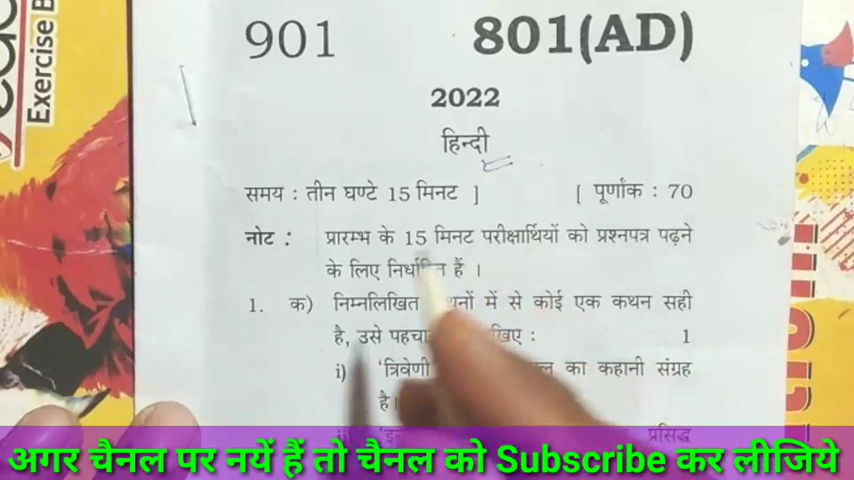 Exercise B
901 801(AD)
2022
हिन्दी
समय : तीन घण्टे 15 मिनट ] [ पूर्णांक : 70
नोट : प्रारम्भ के 15 मिनट परीक्षार्थियों को प्रश्नपत्र पढ़ने
के लिए निर्धारित हैं ।
1. क) निम्नलिखित में से कोई एक कथन सही
है, उसे : 1
i) 'त्रिवेणी का कहानी संग्रह
है।
प्रसिद्ध
अगर चैनल पर नयें हैं तो चैनल को Subscribe कर लीजिये